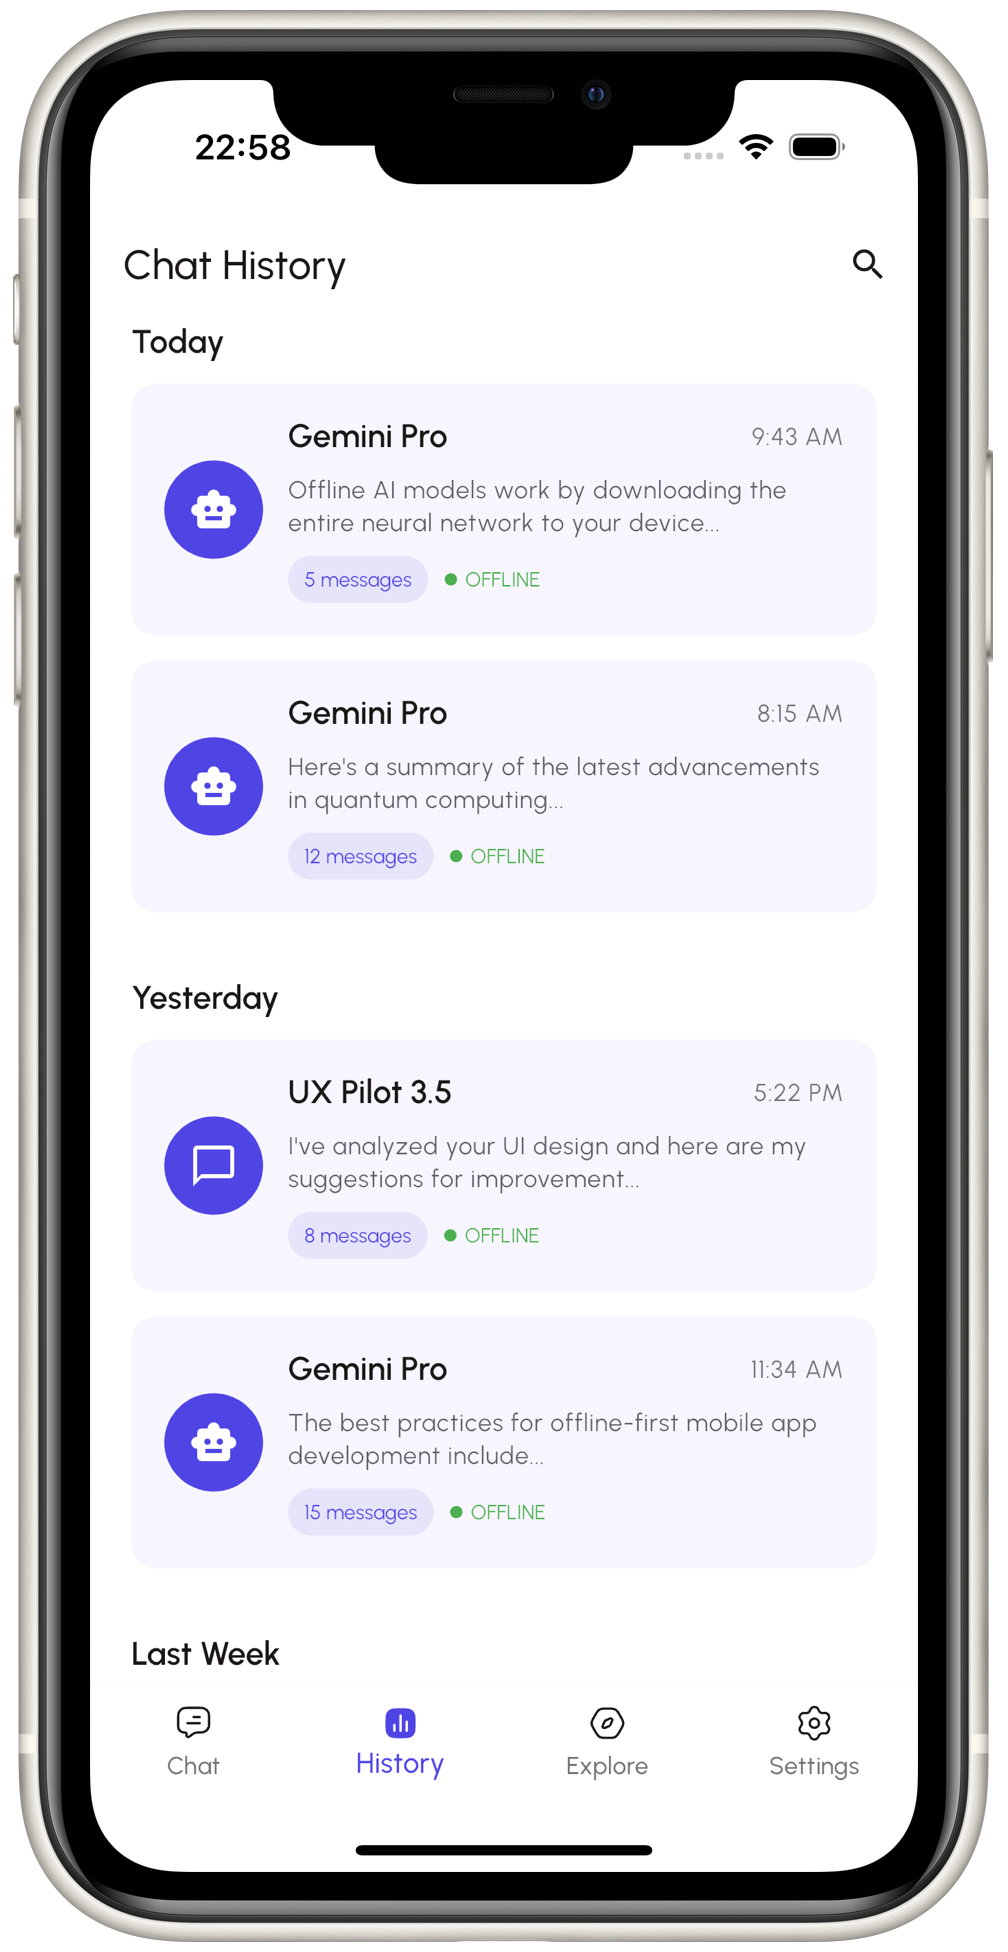 22:58
Chat History
Today
Gemini Pro
9:43 AM
Offline AI models work by downloading the
entire neural network to your device...
5 messages
OFFLINE
Gemini Pro
8:15 AM
Here's a summary of the latest advancements
in quantum computing...
12 messages
OFFLINE
Yesterday
UX Pilot 3.5
5:22 PM
I've analyzed your UI design and here are my
suggestions for improvement...
8 messages
OFFLINE
Gemini Pro
11:34 AM
The best practices for offline-first mobile app
development include...
15 messages
OFFLINE
Last Week
Chat
History
Explore
Settings